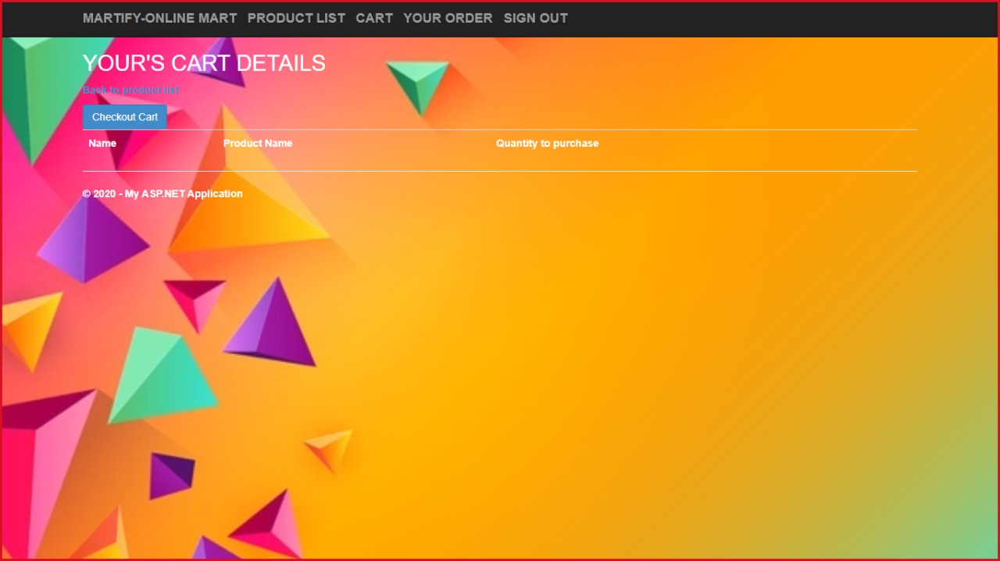 MARTIFY-ONLINE MART PRODUCT LIST CART YOUR ORDER SIGN OUT
YOUR'S CART DETAILS
Back to product list
Checkout Cart
Name Product Name Quantity to purchase
© 2020 - My ASP.NET Application